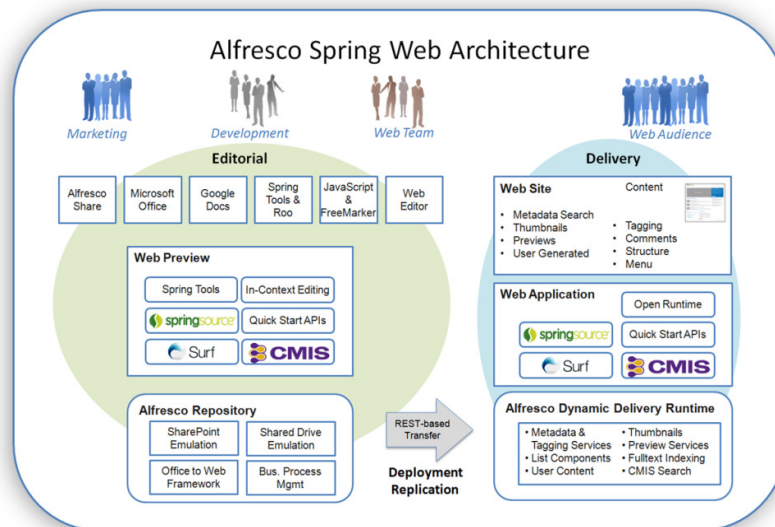 Alfresco Spring Web Architecture
Marketing
Development
Web Team
Web Audience
Editorial
Alfresco
Share
Microsoft
Office
Google
Docs
Spring
Tools &
Roo
JavaScript
&
FreeMarker
Web
Editor
Web Preview
Spring Tools
In-Context Editing
springsource
Quick Start APIs
Surf
CMIS
Alfresco Repository
SharePoint
Emulation
Shared Drive
Emulation
Office to Web
Framework
Bus. Process
Mgmt
REST-based
Transfer
Deployment
Replication
Delivery
Web Site
Content
• Metadata Search
• Thumbnails
• Previews
• User Generated
• Tagging
• Comments
• Structure
• Menu
Web Application
Open Runtime
springsource
Quick Start APIs
Surf
CMIS
Alfresco Dynamic Delivery Runtime
• Metadata &
Tagging Services
• List Components
• User Content
• Thumbnails
• Preview Services
• Fulltext Indexing
• CMIS Search